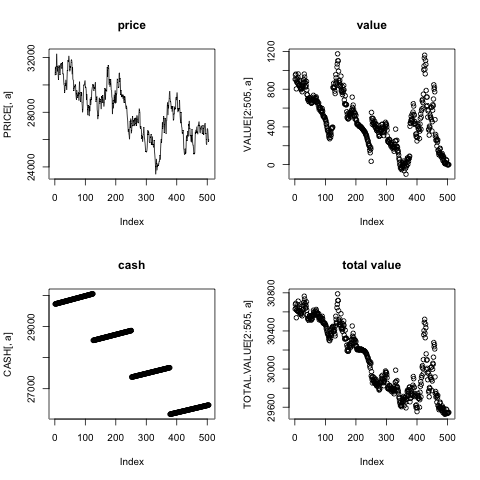 price
PRICE[, a]
24000 28000 32000
0 100 200 300 400 500
Index
value
VALUE[2:505, a]
0 400 800 1200
0 100 200 300 400 500
Index
cash
CASH[, a]
27000 29000
0 100 200 300 400 500
Index
total value
TOTAL.VALUE[2:505, a]
29600 30000 30400 30800
0 100 200 300 400 500
Index